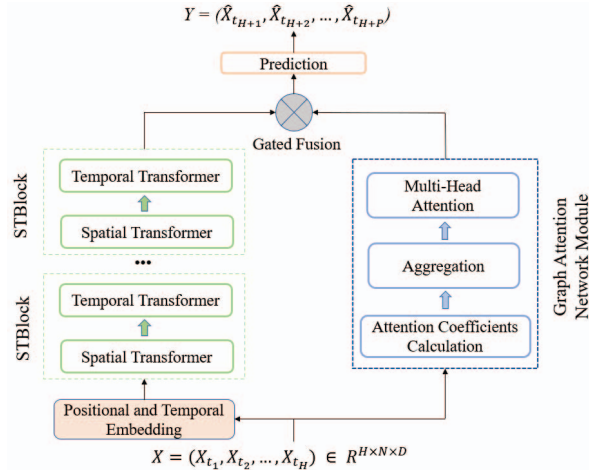 Y = (X̂_{t_{H+1}}, X̂_{t_{H+2}}, ... , X̂_{t_{H+P}})
Prediction
Gated Fusion
STBlock
Temporal Transformer
Spatial Transformer
...
STBlock
Temporal Transformer
Spatial Transformer
Positional and Temporal
Embedding
Multi-Head
Attention
Aggregation
Attention Coefficients
Calculation
Graph Attention
Network Module
X = (X_{t_1}, X_{t_2}, ... , X_{t_H}) ∈ R^{H×N×D}